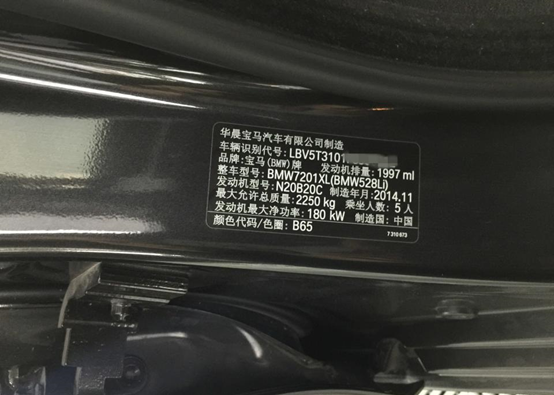 华晨宝马汽车有限公司制造
车辆识别代号: LBV5T3101
品牌: 宝马(BMW)牌 发动机排量: 1997 ml
整车型号: BMW7201XL(BMW528Li)
发动机型号: N20B20C 制造年月: 2014.11
最大允许总质量: 2250 kg 乘坐人数: 5 人
发动机最大净功率: 180 kW 制造国: 中国
颜色代码/色圈: B65
7 310 673